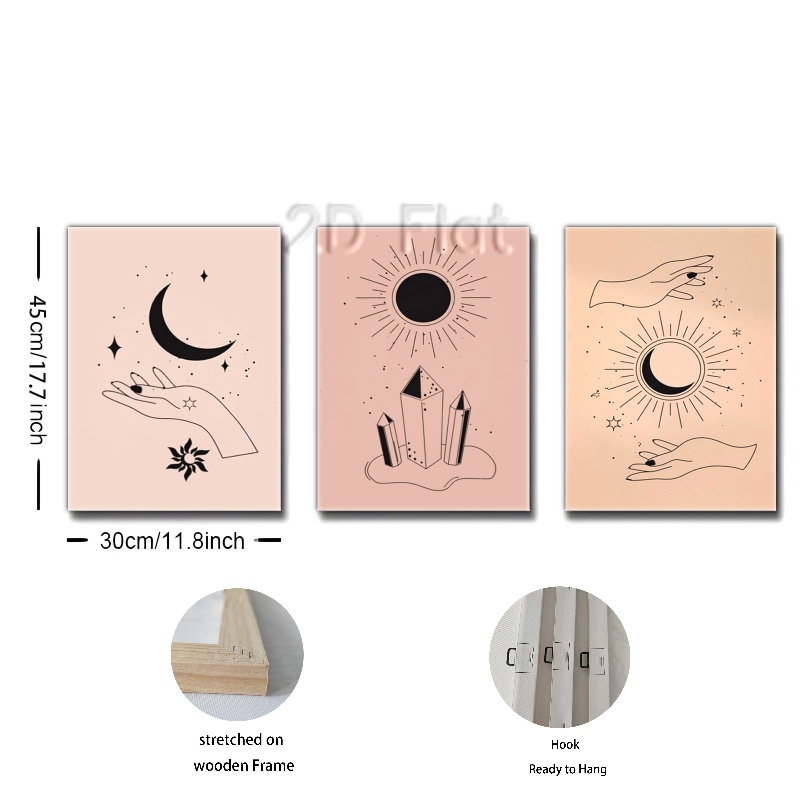 2D Flat
45cm/17.7inch
30cm/11.8inch
stretched on
wooden Frame
Hook
Ready to Hang